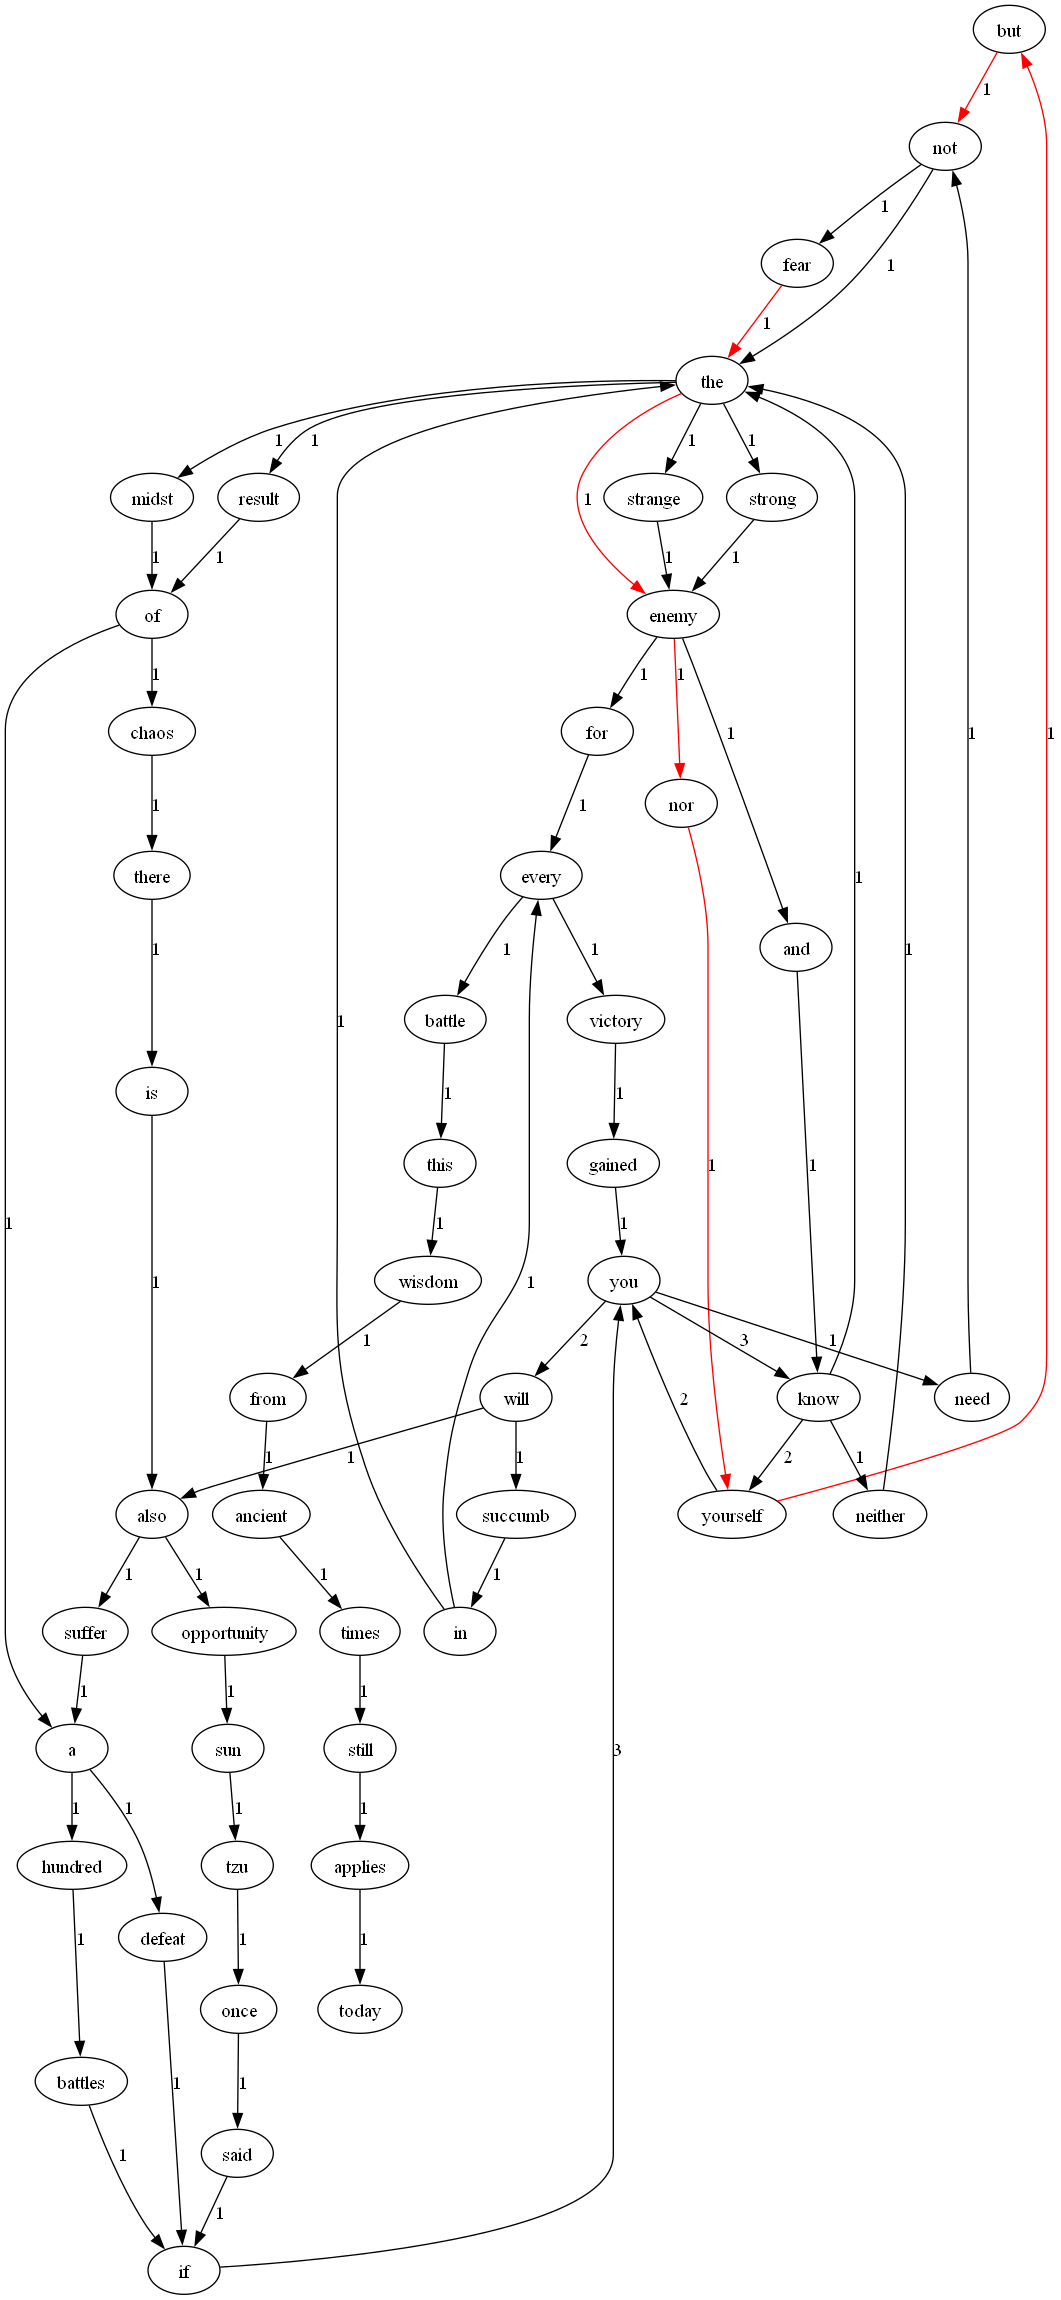 but
1
not
1
fear
1
1
the
1
1
1
1
midst
result
1
strange
strong
1
1
1
1
of
enemy
1
1
1
1
chaos
for
nor
1
1
there
every
1
1
1
1
1
and
battle
victory
1
is
1
1
1
this
gained
1
1
1
1
1
wisdom
you
1
1
1
2
3
1
from
will
know
need
1
1
2
2
1
also
ancient
succumb
yourself
neither
1
1
1
1
suffer
opportunity
times
in
1
1
1
a
sun
still
3
1
1
1
1
hundred
tzu
applies
1
1
1
defeat
once
today
1
1
battles
said
1
1
if